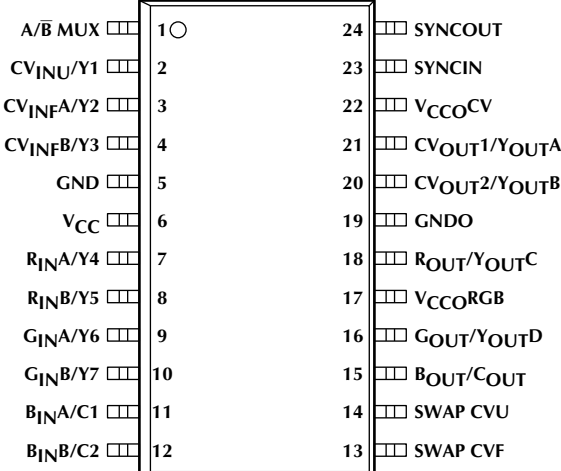 A/B̅ MUX 1 24 SYNCOUT
CVINU/Y1 2 23 SYNCIN
CVINFA/Y2 3 22 VCCOCV
CVINFB/Y3 4 21 CVOUT1/YOUTA
GND 5 20 CVOUT2/YOUTB
VCC 6 19 GNDO
RINA/Y4 7 18 ROUT/YOUTC
RINB/Y5 8 17 VCCORGB
GINA/Y6 9 16 GOUT/YOUTD
GINB/Y7 10 15 BOUT/COUT
BINA/C1 11 14 SWAP CVU
BINB/C2 12 13 SWAP CVF